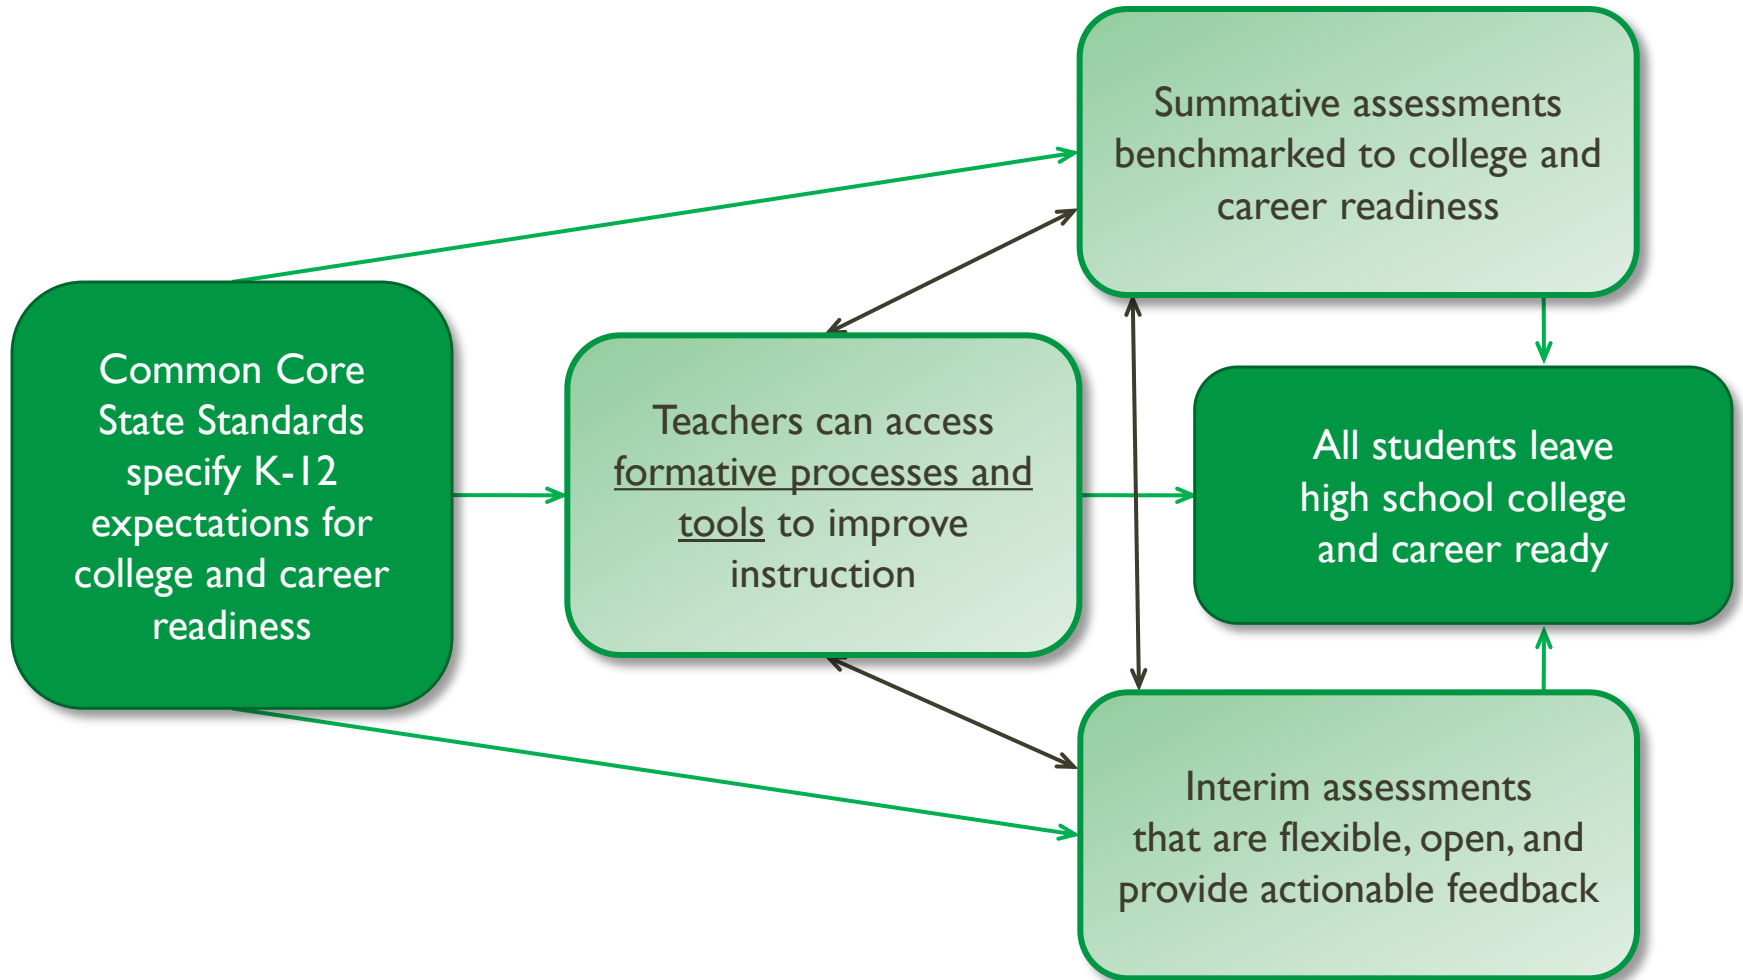 Summative assessments
benchmarked to college and
career readiness
Common Core
State Standards
specify K-12
expectations for
college and career
readiness
Teachers can access
formative processes and
tools to improve
instruction
All students leave
high school college
and career ready
Interim assessments
that are flexible, open, and
provide actionable feedback